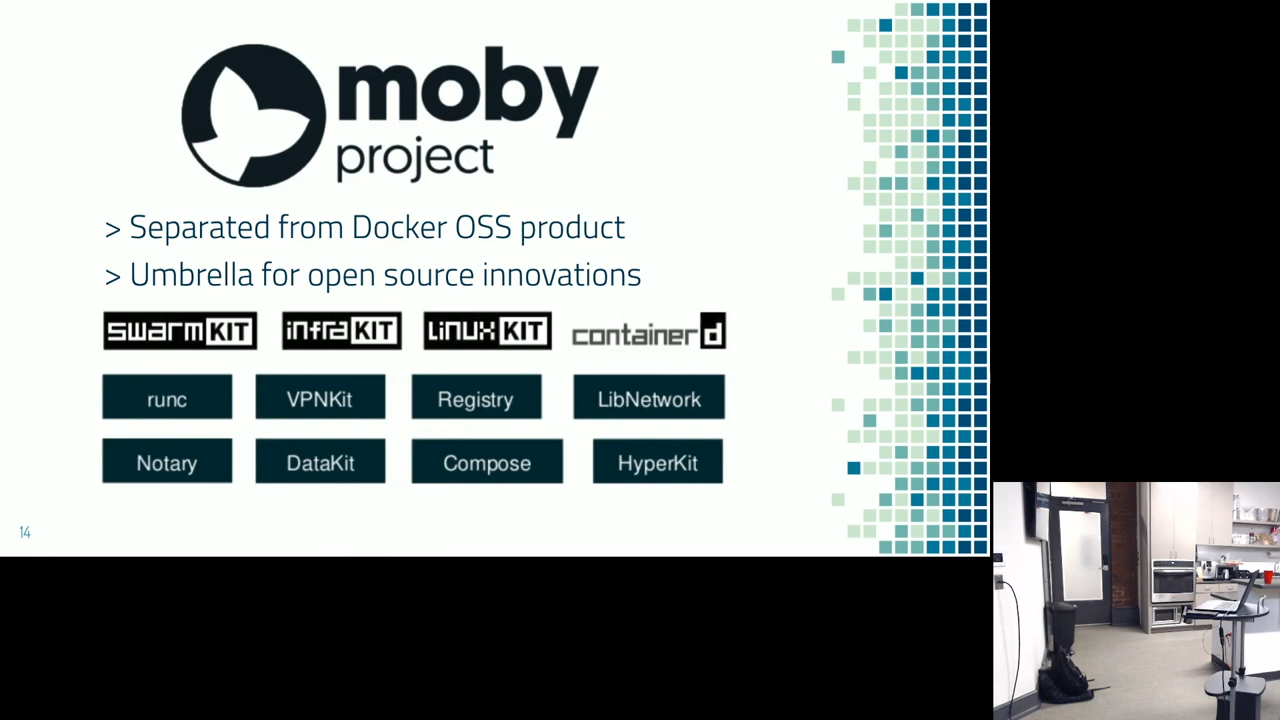 moby
project
> Separated from Docker OSS product
> Umbrella for open source innovations
swarmKIT infraKIT LinuxKIT containerd
runc VPNKit Registry LibNetwork
Notary DataKit Compose HyperKit
14